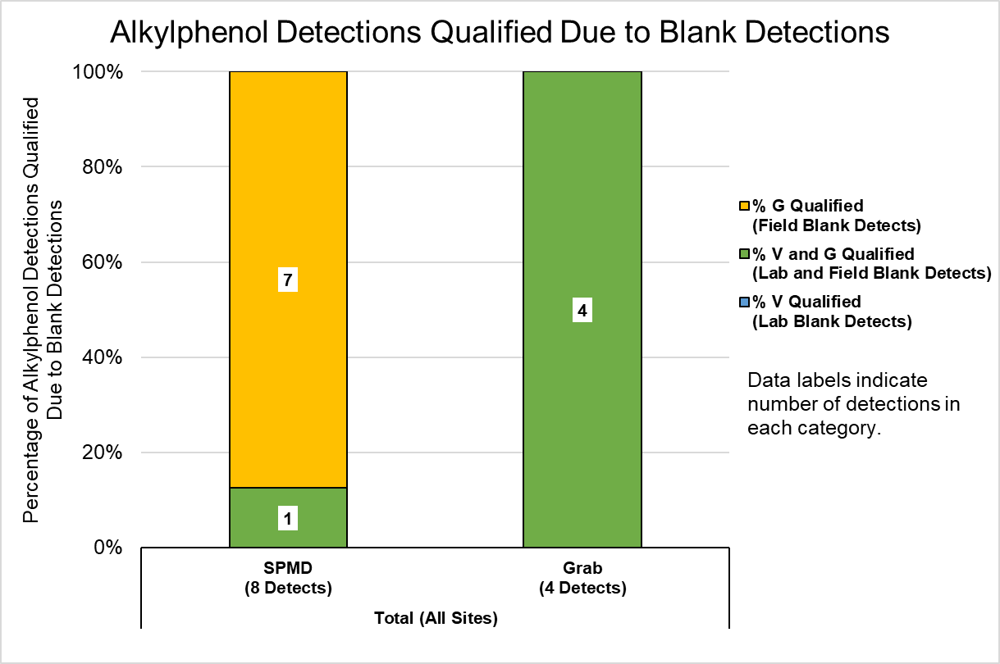 Alkylphenol Detections Qualified Due to Blank Detections
Percentage of Alkylphenol Detections Qualified
Due to Blank Detections
100%
80%
60%
40%
20%
0%
7
1
4
SPMD
(8 Detects)
Grab
(4 Detects)
Total (All Sites)
% G Qualified
(Field Blank Detects)
% V and G Qualified
(Lab and Field Blank Detects)
% V Qualified
(Lab Blank Detects)
Data labels indicate
number of detections in
each category.